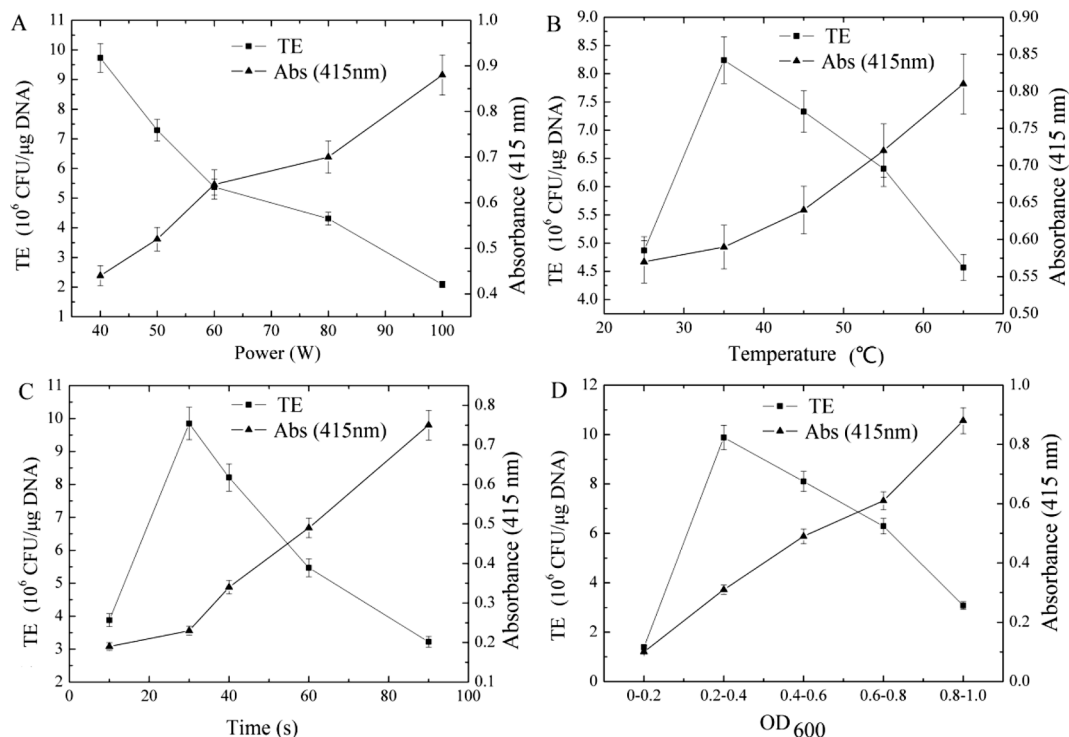 A
TE
Abs (415nm)
11
10
9
8
7
6
5
4
3
2
1
1.0
0.9
0.8
0.7
0.6
0.5
0.4
40 50 60 70 80 90 100
TE (10⁶ CFU/μg DNA)
Absorbance (415 nm)
Power (W)
B
TE
Abs (415nm)
9.0
8.5
8.0
7.5
7.0
6.5
6.0
5.5
5.0
4.5
4.0
0.90
0.85
0.80
0.75
0.70
0.65
0.60
0.55
0.50
20 30 40 50 60 70
TE (10⁶ CFU/μg DNA)
Absorbance (415 nm)
Temperature (℃)
C
TE
Abs (415nm)
11
10
9
8
7
6
5
4
3
2
0.8
0.7
0.6
0.5
0.4
0.3
0.2
0.1
0 20 40 60 80 100
TE (10⁶ CFU/μg DNA)
Absorbance (415 nm
Time (s)
D
TE
Abs (415nm)
12
10
8
6
4
2
0
1.0
0.8
0.6
0.4
0.2
0.0
0-0.2 0.2-0.4 0.4-0.6 0.6-0.8 0.8-1.0
TE (10⁶ CFU/μg DNA)
Absorbance (415 nm
OD₆₀₀